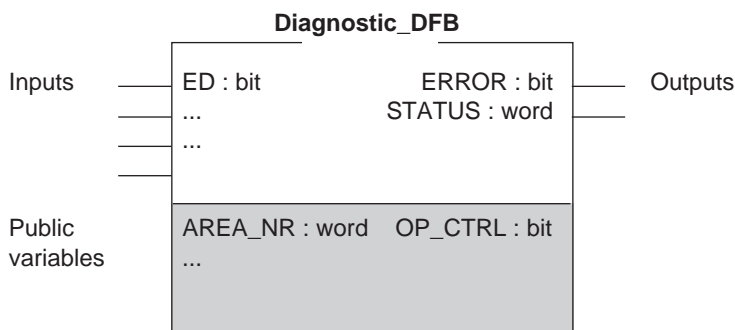 Diagnostic_DFB
Inputs ED : bit ERROR : bit Outputs
... STATUS : word
...
Public AREA_NR : word OP_CTRL : bit
variables ...